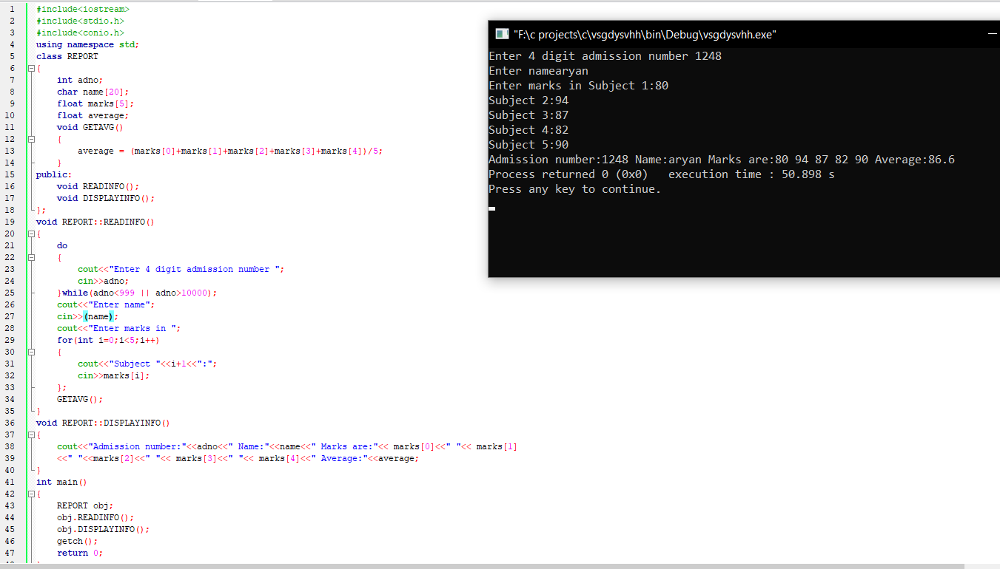 1 #include<iostream>
2 #include<stdio.h>
3 #include<conio.h>
4 using namespace std;
5 class REPORT
6 {
7 int adno;
8 char name[20];
9 float marks[5];
10 float average;
11 void GETAVG()
12 {
13 average = (marks[0]+marks[1]+marks[2]+marks[3]+marks[4])/5;
14 }
15 public:
16 void READINFO();
17 void DISPLAYINFO();
18 };
19 void REPORT::READINFO()
20 {
21 do
22 {
23 cout<<"Enter 4 digit admission number ";
24 cin>>adno;
25 }while(adno<999 || adno>10000);
26 cout<<"Enter name";
27 cin>>(name);
28 cout<<"Enter marks in ";
29 for(int i=0;i<5;i++)
30 {
31 cout<<"Subject "<<i+1<<":";
32 cin>>marks[i];
33 };
34 GETAVG();
35 }
36 void REPORT::DISPLAYINFO()
37 {
38 cout<<"Admission number:"<<adno<<" Name:"<<name<<" Marks are:"<< marks[0]<<" "<< marks[1]
39 <<" "<<marks[2]<<" "<< marks[3]<<" "<< marks[4]<<" Average:"<<average;
40 }
41 int main()
42 {
43 REPORT obj;
44 obj.READINFO();
45 obj.DISPLAYINFO();
46 getch();
47 return 0;
"F:\c projects\c\vsgdysvhh\bin\Debug\vsgdysvhh.exe"
Enter 4 digit admission number 1248
Enter namearyan
Enter marks in Subject 1:80
Subject 2:94
Subject 3:87
Subject 4:82
Subject 5:90
Admission number:1248 Name:aryan Marks are:80 94 87 82 90 Average:86.6
Process returned 0 (0x0)   execution time : 50.898 s
Press any key to continue.